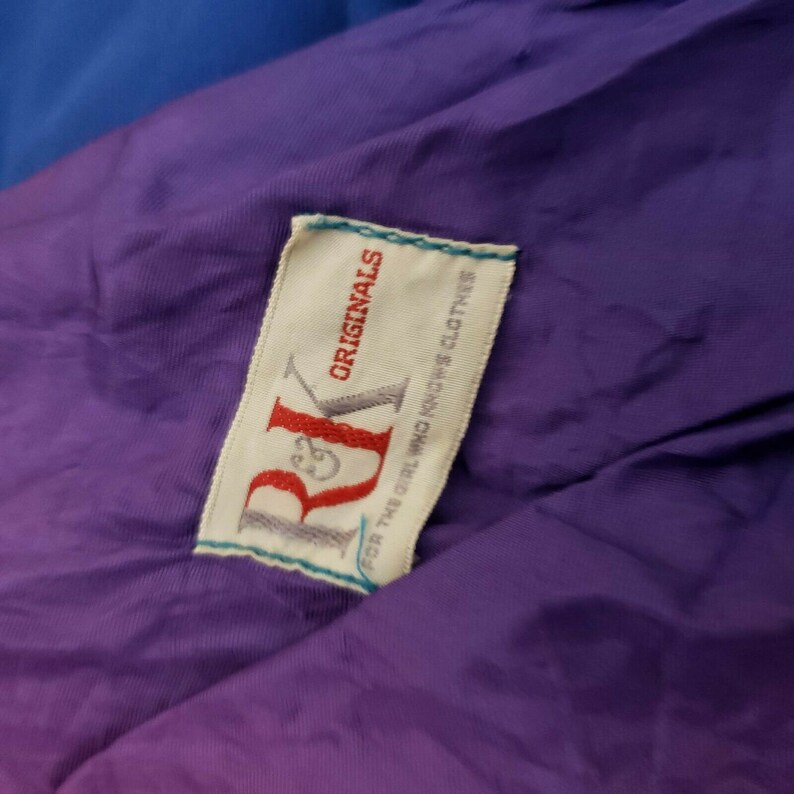 R&K
ORIGINALS
FOR THE GIRL WHO KNOWS CLOTHES